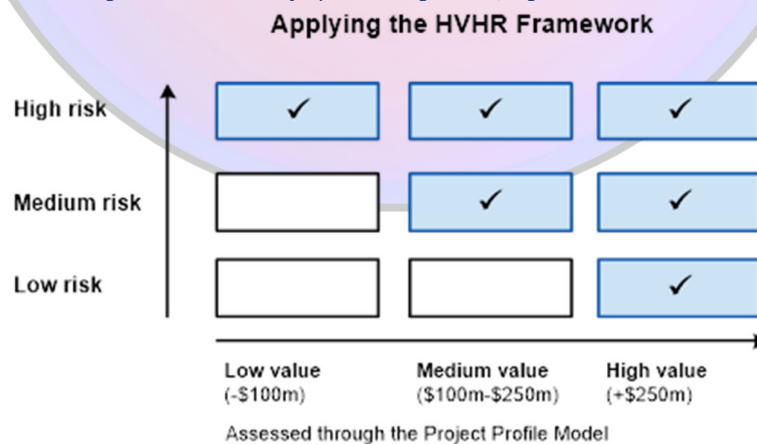 Applying the HVHR Framework
High risk ✓ ✓ ✓
Medium risk ✓ ✓
Low risk ✓
Low value Medium value High value
(-$100m) ($100m-$250m) (+$250m)
Assessed through the Project Profile Model